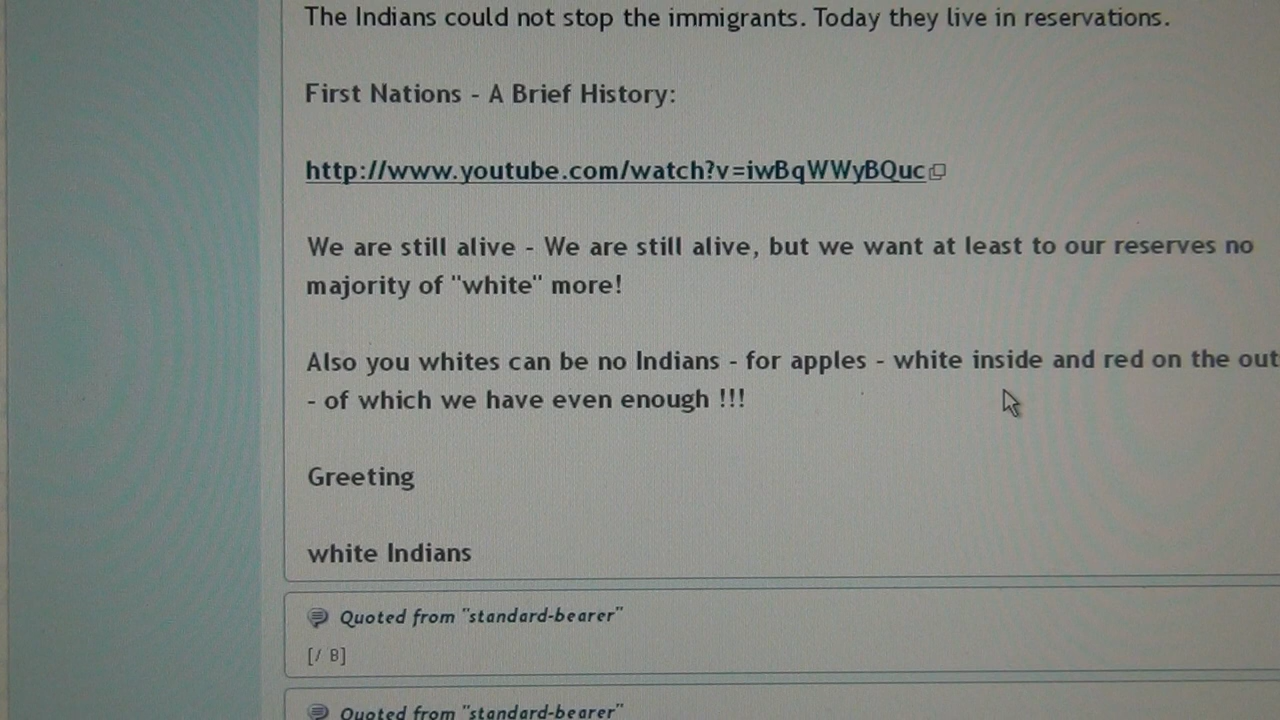 The Indians could not stop the immigrants. Today they live in reservations.
First Nations - A Brief History:
http://www.youtube.com/watch?v=iwBqWWyBQuc
We are still alive - We are still alive, but we want at least to our reserves no
majority of "white" more!
Also you whites can be no Indians - for apples - white inside and red on the out
- of which we have even enough !!!
Greeting
white Indians
Quoted from "standard-bearer"
[/ B]
Quoted from "standard-bearer"